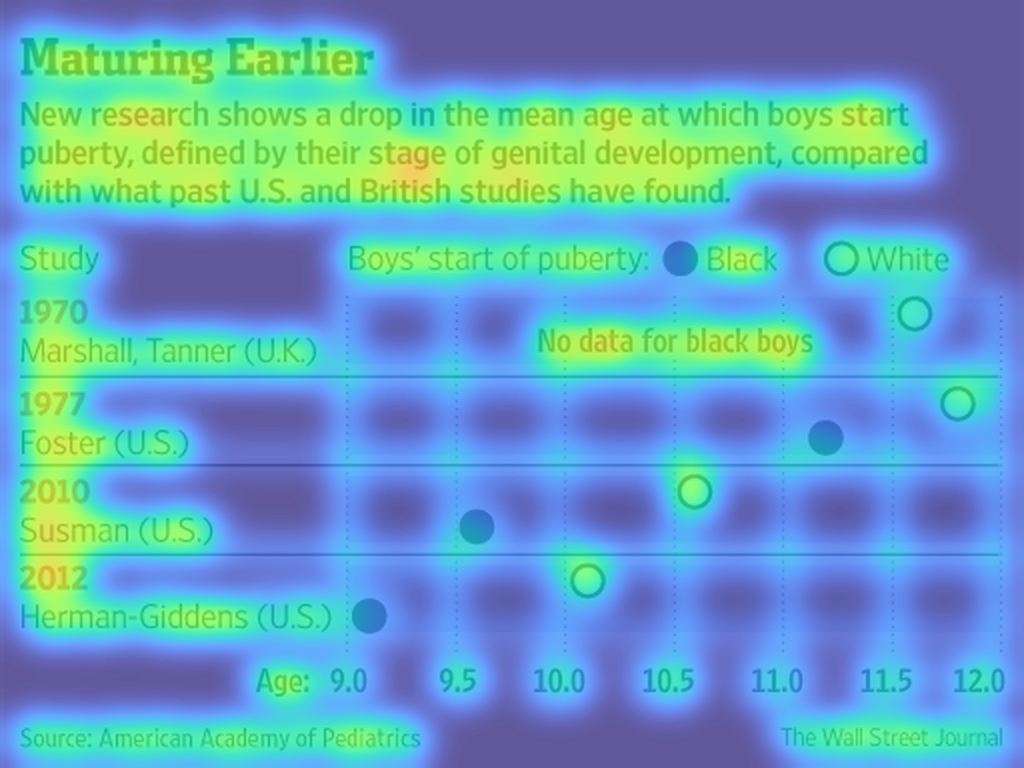 Maturing Earlier
New research shows a drop in the mean age at which boys start
puberty, defined by their stage of genital development, compared
with what past U.S. and British studies have found.
Study Boys' start of puberty: Black White
1970
Marshall, Tanner (U.K.) No data for black boys
1977
Foster (U.S.)
2010
Susman (U.S.)
2012
Herman-Giddens (U.S.)
Age: 9.0 9.5 10.0 10.5 11.0 11.5 12.0
Source: American Academy of Pediatrics The Wall Street Journal